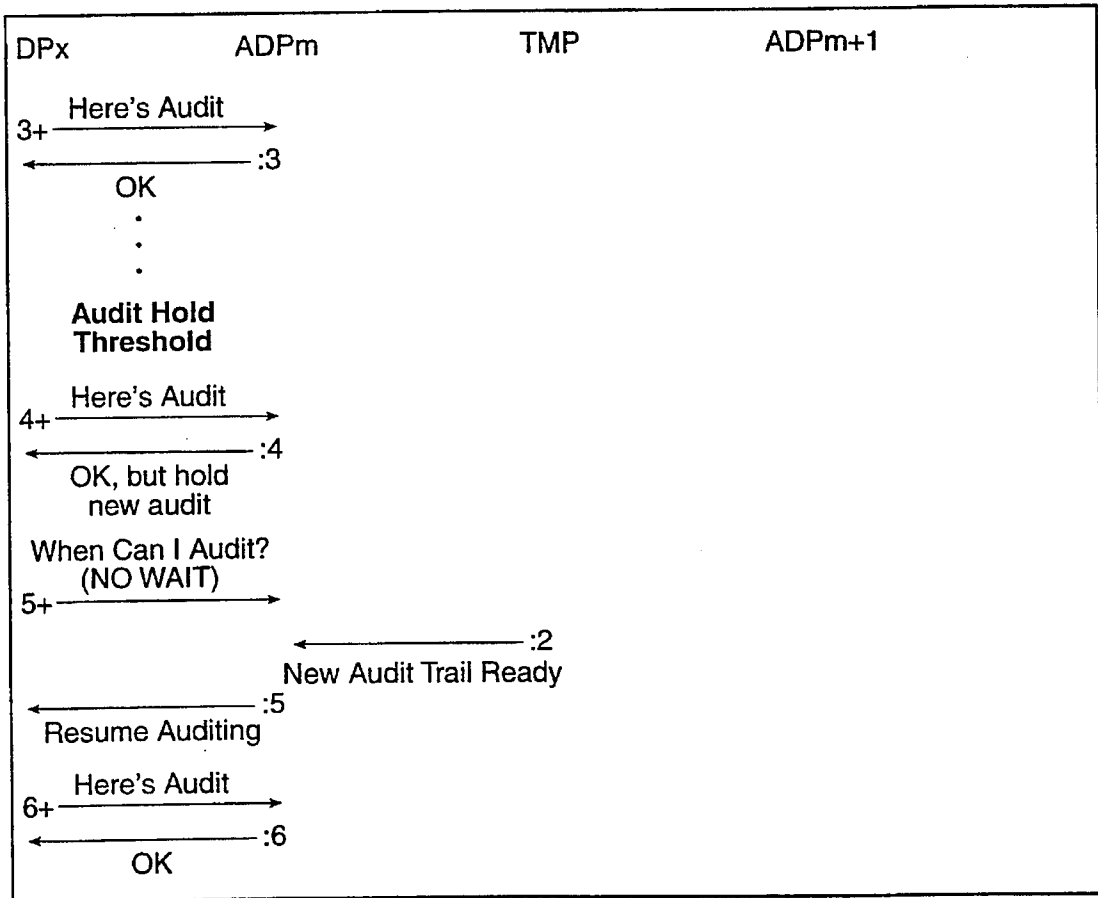 DPx ADPm TMP ADPm+1
Here's Audit
3+
:3
OK
Audit Hold
Threshold
Here's Audit
4+
:4
OK, but hold
new audit
When Can I Audit?
(NO WAIT)
5+
:2
New Audit Trail Ready
:5
Resume Auditing
Here's Audit
6+
:6
OK